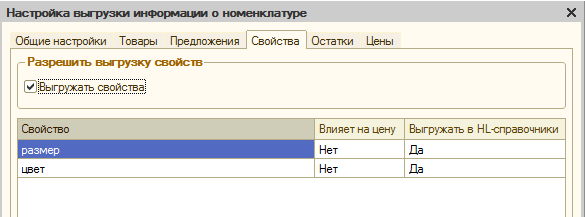 Настройка выгрузки информации о номенклатуре
Общие настройки Товары Предложения Свойства Остатки Цены
Разрешить выгрузку свойств
Выгружать свойства
Свойство Влияет на цену Выгружать в HL-справочники
размер Нет Да
цвет Нет Да